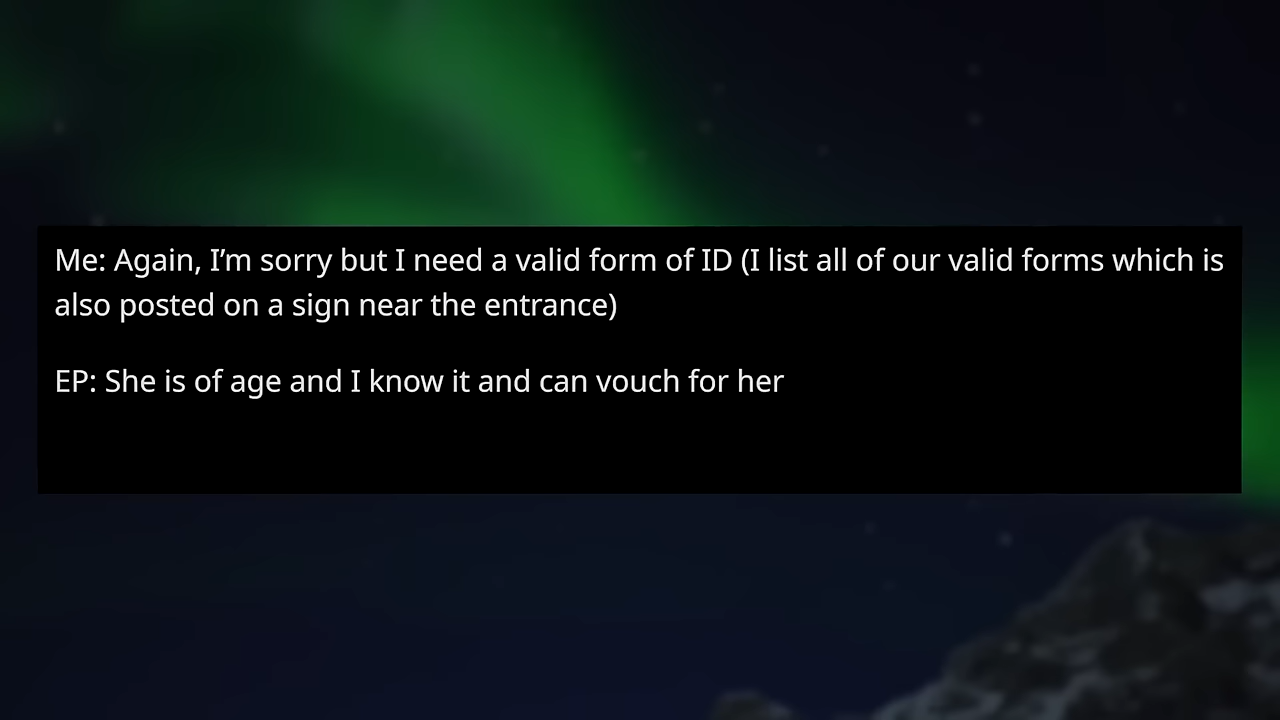 Me: Again, I’m sorry but I need a valid form of ID (I list all of our valid forms which is
also posted on a sign near the entrance)
EP: She is of age and I know it and can vouch for her